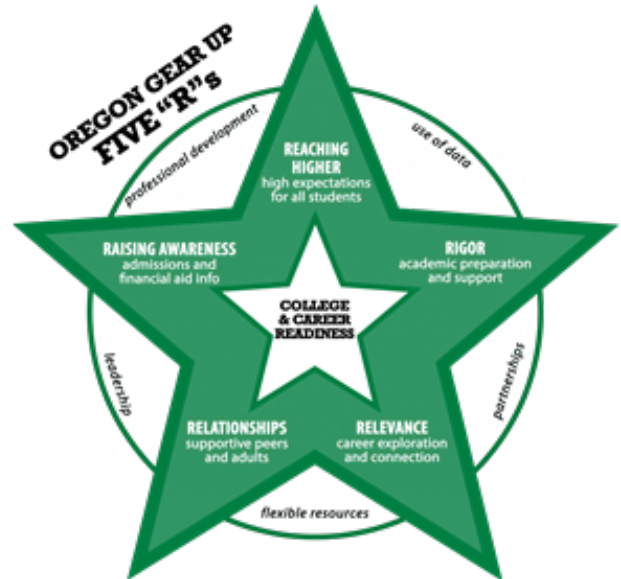 OREGON GEAR UP
FIVE "R"s
professional development
use of data
REACHING
HIGHER
high expectations
for all students
RAISING AWARENESS
admissions and
financial aid info
RIGOR
academic preparation
and support
COLLEGE
& CAREER
READINESS
leadership
partnerships
RELATIONSHIPS
supportive peers
and adults
RELEVANCE
career exploration
and connection
flexible resources